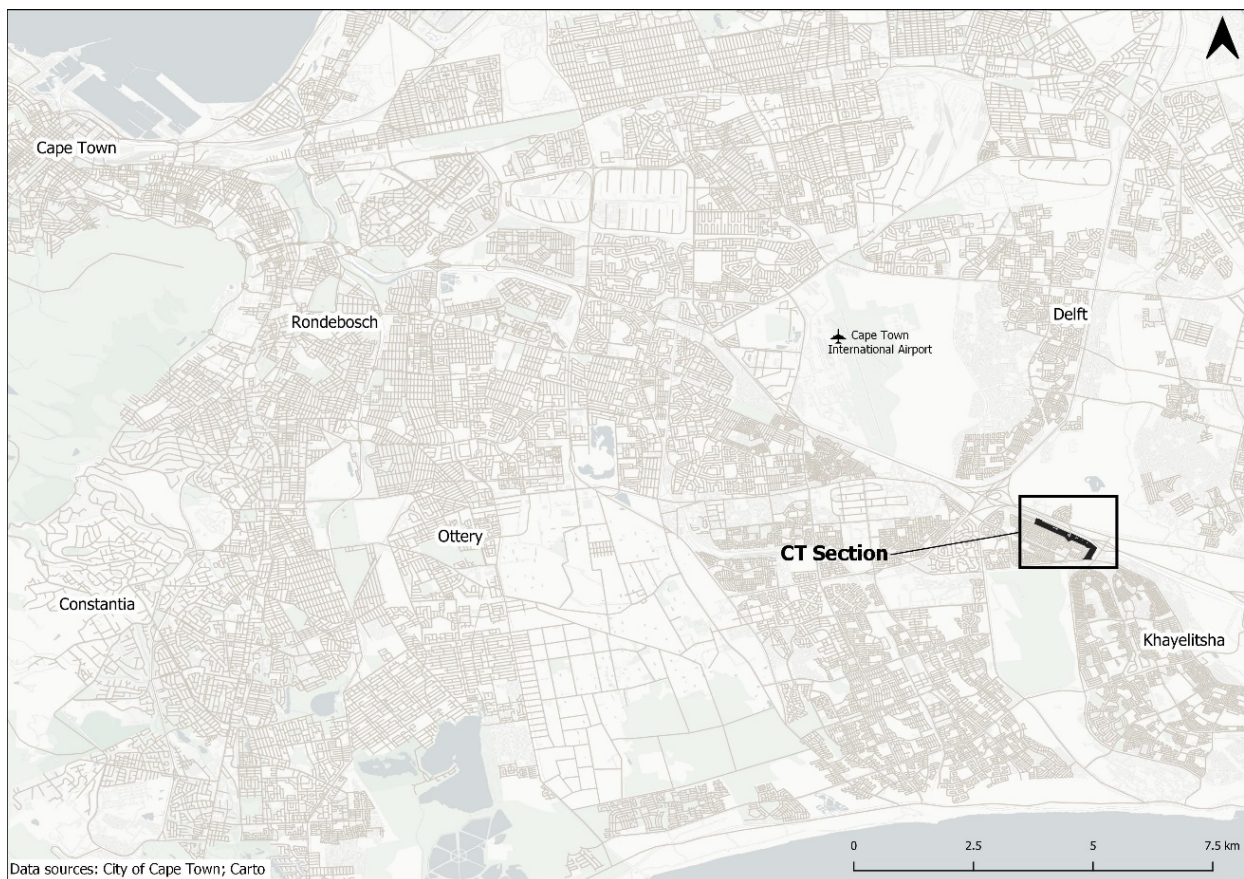 Cape Town
Rondebosch
Cape Town
International Airport
Delft
Ottery
CT Section
Constantia
Khayelitsha
0 2.5 5 7.5 km
Data sources: City of Cape Town; Carto